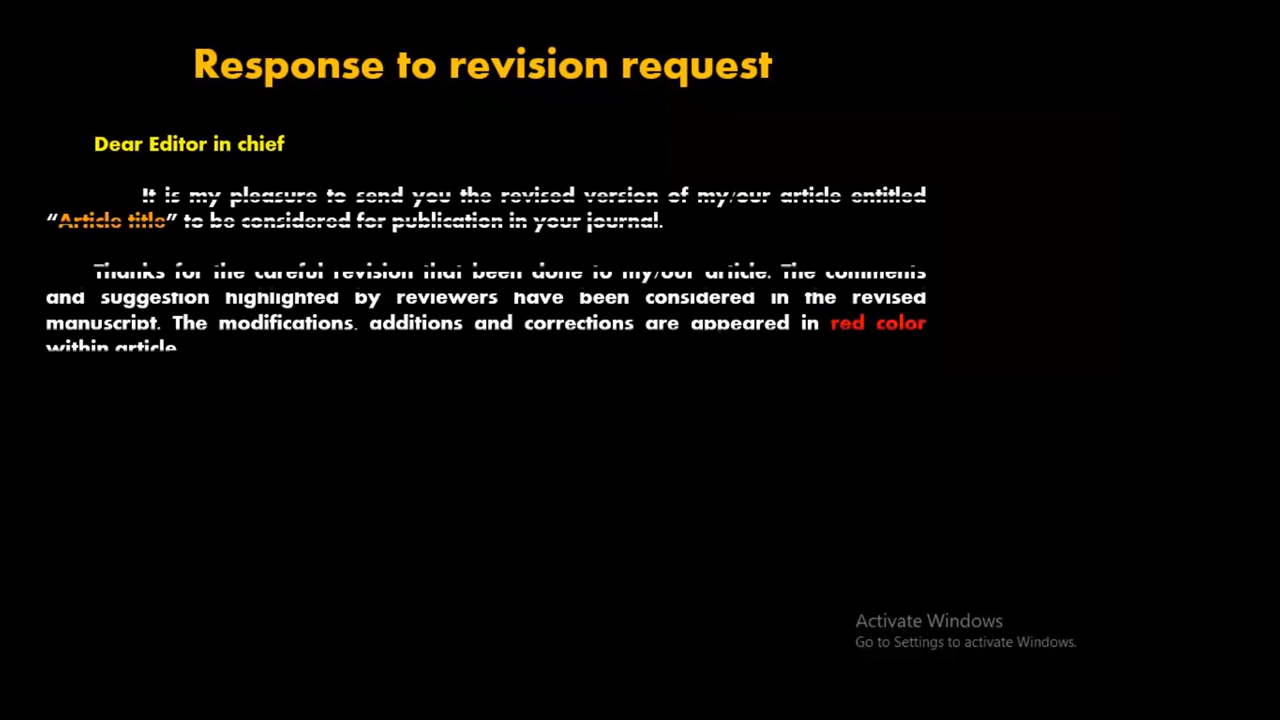 Response to revision request
Dear Editor in chief
It is my pleasure to send you the revised version of my/our article entitled
“Article title” to be considered for publication in your journal.
Thanks for the careful revision that been done to my/our article. The comments
and suggestion highlighted by reviewers have been considered in the revised
manuscript. The modifications, additions and corrections are appeared in red color
within article.
Activate Windows
Go to Settings to activate Windows.